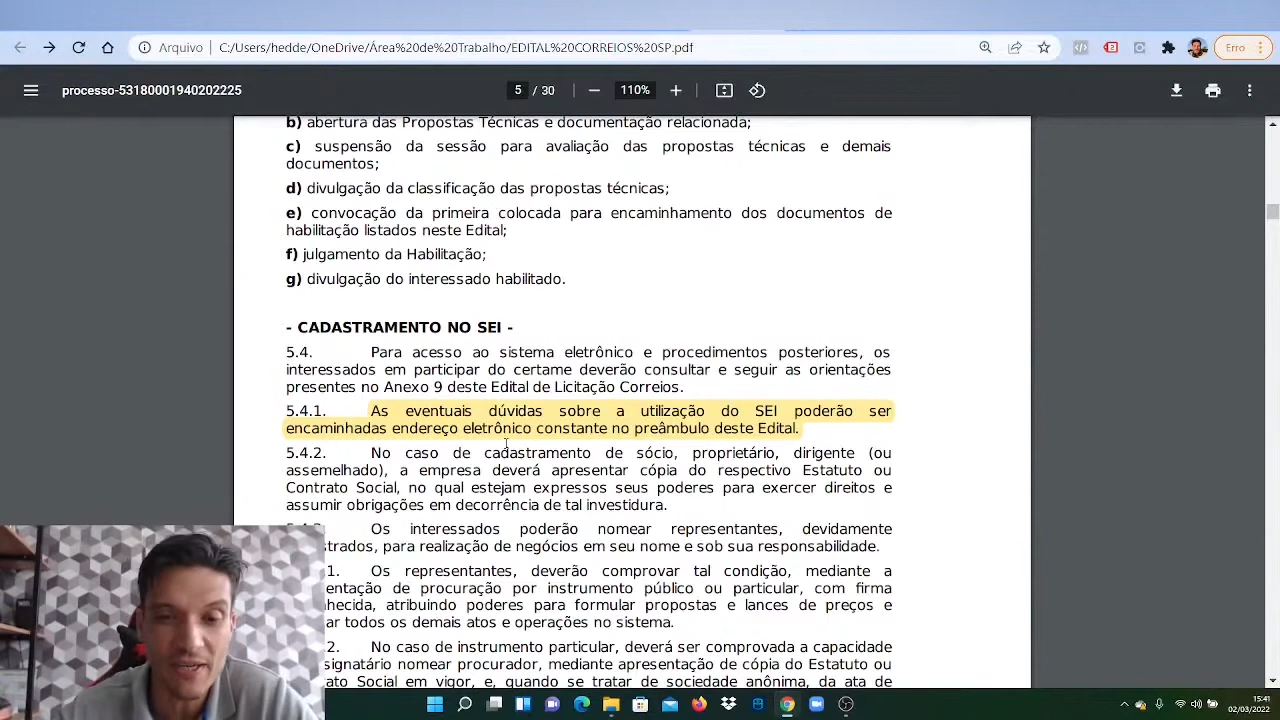 Arquivo
C:/Users/hedde/OneDrive/Área%20de%20Trabalho/EDITAL%20CORREIOS%20SP.pdf
Erro
processo-53180001940202225
5 / 30
110%
b) abertura das Propostas Técnicas e documentação relacionada;
c) suspensão da sessão para avaliação das propostas técnicas e demais
documentos;
d) divulgação da classificação das propostas técnicas;
e) convocação da primeira colocada para encaminhamento dos documentos de
habilitação listados neste Edital;
f) julgamento da Habilitação;
g) divulgação do interessado habilitado.
- CADASTRAMENTO NO SEI -
5.4. Para acesso ao sistema eletrônico e procedimentos posteriores, os
interessados em participar do certame deverão consultar e seguir as orientações
presentes no Anexo 9 deste Edital de Licitação Correios.
5.4.1. As eventuais dúvidas sobre a utilização do SEI poderão ser
encaminhadas endereço eletrônico constante no preâmbulo deste Edital.
5.4.2. No caso de cadastramento de sócio, proprietário, dirigente (ou
assemelhado), a empresa deverá apresentar cópia do respectivo Estatuto ou
Contrato Social, no qual estejam expressos seus poderes para exercer direitos e
assumir obrigações em decorrência de tal investidura.
Os interessados poderão nomear representantes, devidamente
strados, para realização de negócios em seu nome e sob sua responsabilidade.
1. Os representantes, deverão comprovar tal condição, mediante a
entação de procuração por instrumento público ou particular, com firma
hecida, atribuindo poderes para formular propostas e lances de preços e
ar todos os demais atos e operações no sistema.
2. No caso de instrumento particular, deverá ser comprovada a capacidade
signatário nomear procurador, mediante apresentação de cópia do Estatuto ou
trato Social em vigor, e, quando se tratar de sociedade anônima, da ata de
15:41
02/03/2022